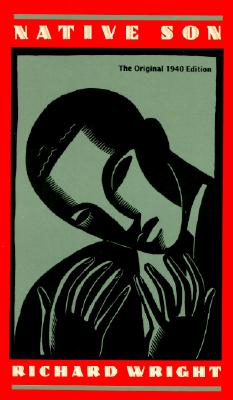 NATIVE SON
The Original 1940 Edition
RICHARD WRIGHT